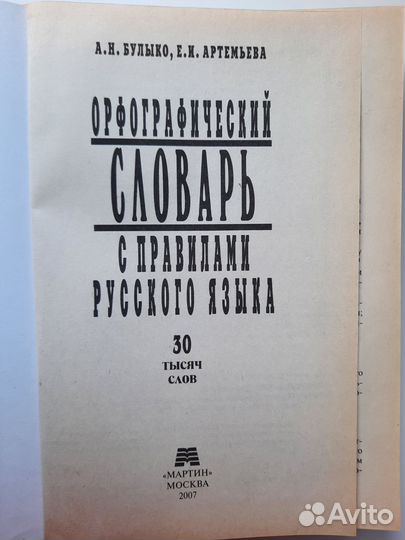 А.Н. БУЛЫКО, Е.И. АРТЕМЬЕВА
ОРФОГРАФИЧЕСКИЙ
СЛОВАРЬ
С ПРАВИЛАМИ
РУССКОГО ЯЗЫКА
30
ТЫСЯЧ
СЛОВ
«МАРТИН»
МОСКВА
2007
Avito